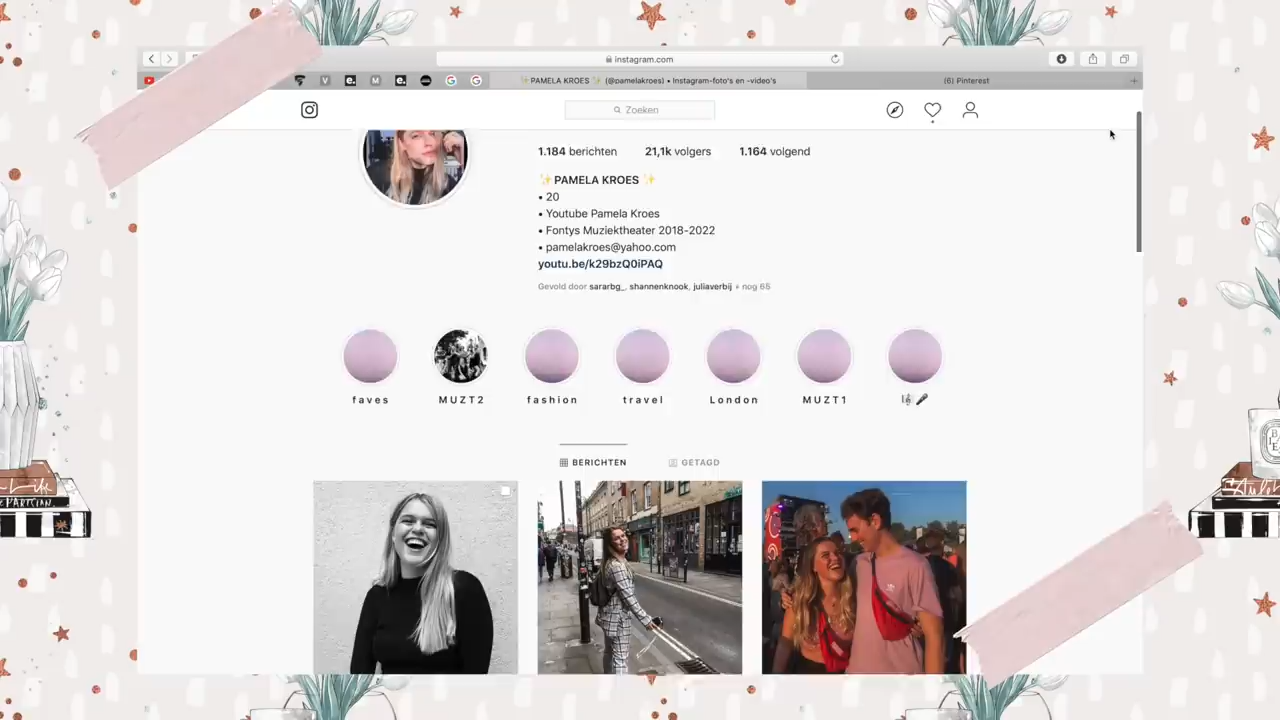 instagram.com
✨PAMELA KROES ✨ (@pamelakroes) • Instagram-foto's en -video's
(6) Pinterest
Zoeken
1.184 berichten 21,1k volgers 1.164 volgend
✨PAMELA KROES ✨
• 20
• Youtube Pamela Kroes
• Fontys Muziektheater 2018-2022
• pamelakroes@yahoo.com
youtu.be/k29bzQ0iPAQ
Gevold door sararbg_, shannenknook, juliaverbij + nog 65
faves MUZT2 fashion travel London MUZT1 🎼🎤
BERICHTEN GETAGD